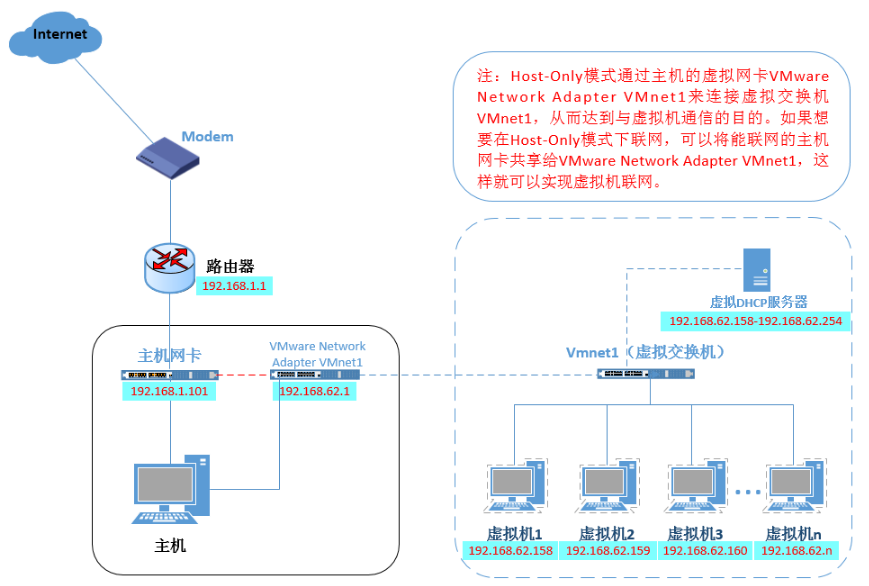 Internet
Modem
注：Host-Only模式通过主机的虚拟网卡VMware
Network Adapter VMnet1来连接虚拟交换机
VMnet1，从而达到与虚拟机通信的目的。如果想
要在Host-Only模式下联网，可以将能联网的主机
网卡共享给VMware Network Adapter VMnet1，这
样就可以实现虚拟机联网。
路由器
192.168.1.1
虚拟DHCP服务器
192.168.62.158-192.168.62.254
主机网卡
192.168.1.101
VMware Network
Adapter VMnet1
192.168.62.1
Vmnet1（虚拟交换机）
主机
虚拟机1
192.168.62.158
虚拟机2
192.168.62.159
虚拟机3
192.168.62.160
虚拟机n
192.168.62.n